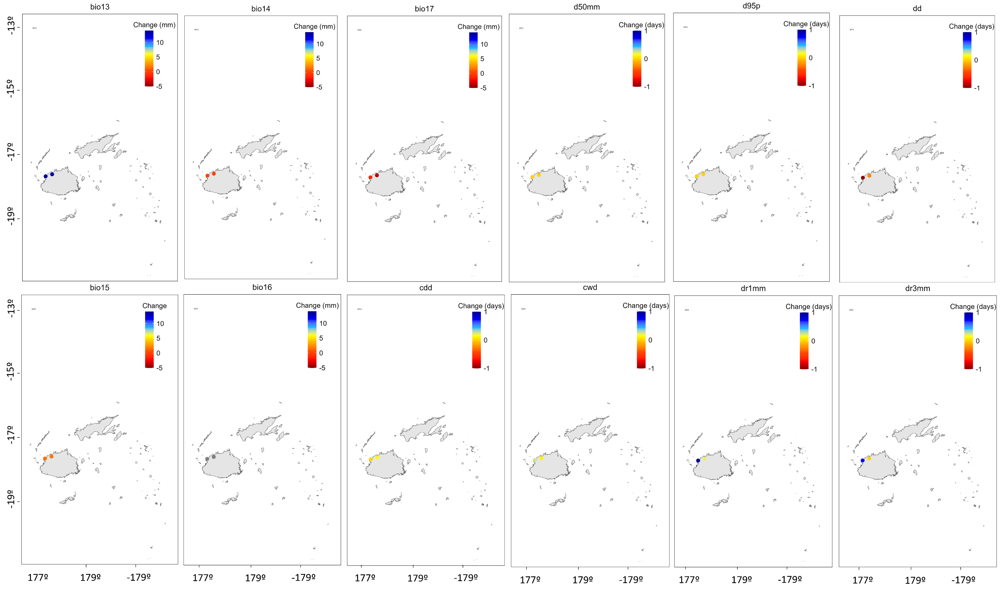 bio13
bio14
bio17
d50mm
d95p
dd
Change (mm)
10
5
0
-5
Change (mm)
10
5
0
-5
Change (mm)
10
5
0
-5
Change (days)
1
0
-1
Change (days)
1
0
-1
Change (days)
1
0
-1
-13º
-15º
-17º
-19º
bio15
bio16
cdd
cwd
dr1mm
dr3mm
Change
10
5
0
-5
Change (mm)
10
5
0
-5
Change (days)
1
0
-1
Change (days)
1
0
-1
Change (days)
1
0
-1
Change (days)
1
0
-1
-13º
-15º
-17º
-19º
177º 179º -179º
177º 179º -179º
177º 179º -179º
177º 179º -179º
177º 179º -179º
177º 179º -179º